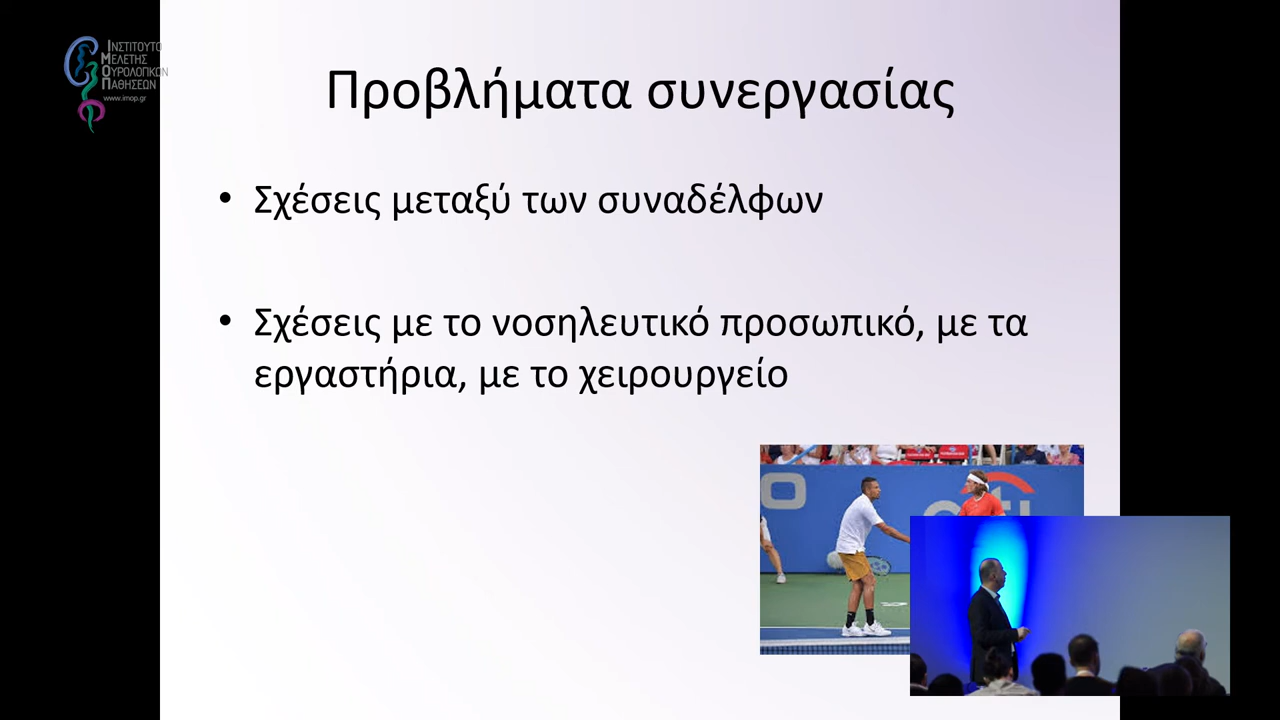 ΙΝΣΤΙΤΟΥΤΟ
ΜΕΛΕΤΗΣ
ΟΥΡΟΛΟΓΙΚΩΝ
ΠΑΘΗΣΕΩΝ
www.imop.gr
Προβλήματα συνεργασίας
• Σχέσεις μεταξύ των συναδέλφων
• Σχέσεις με το νοσηλευτικό προσωπικό, με τα
εργαστήρια, με το χειρουργείο
citi